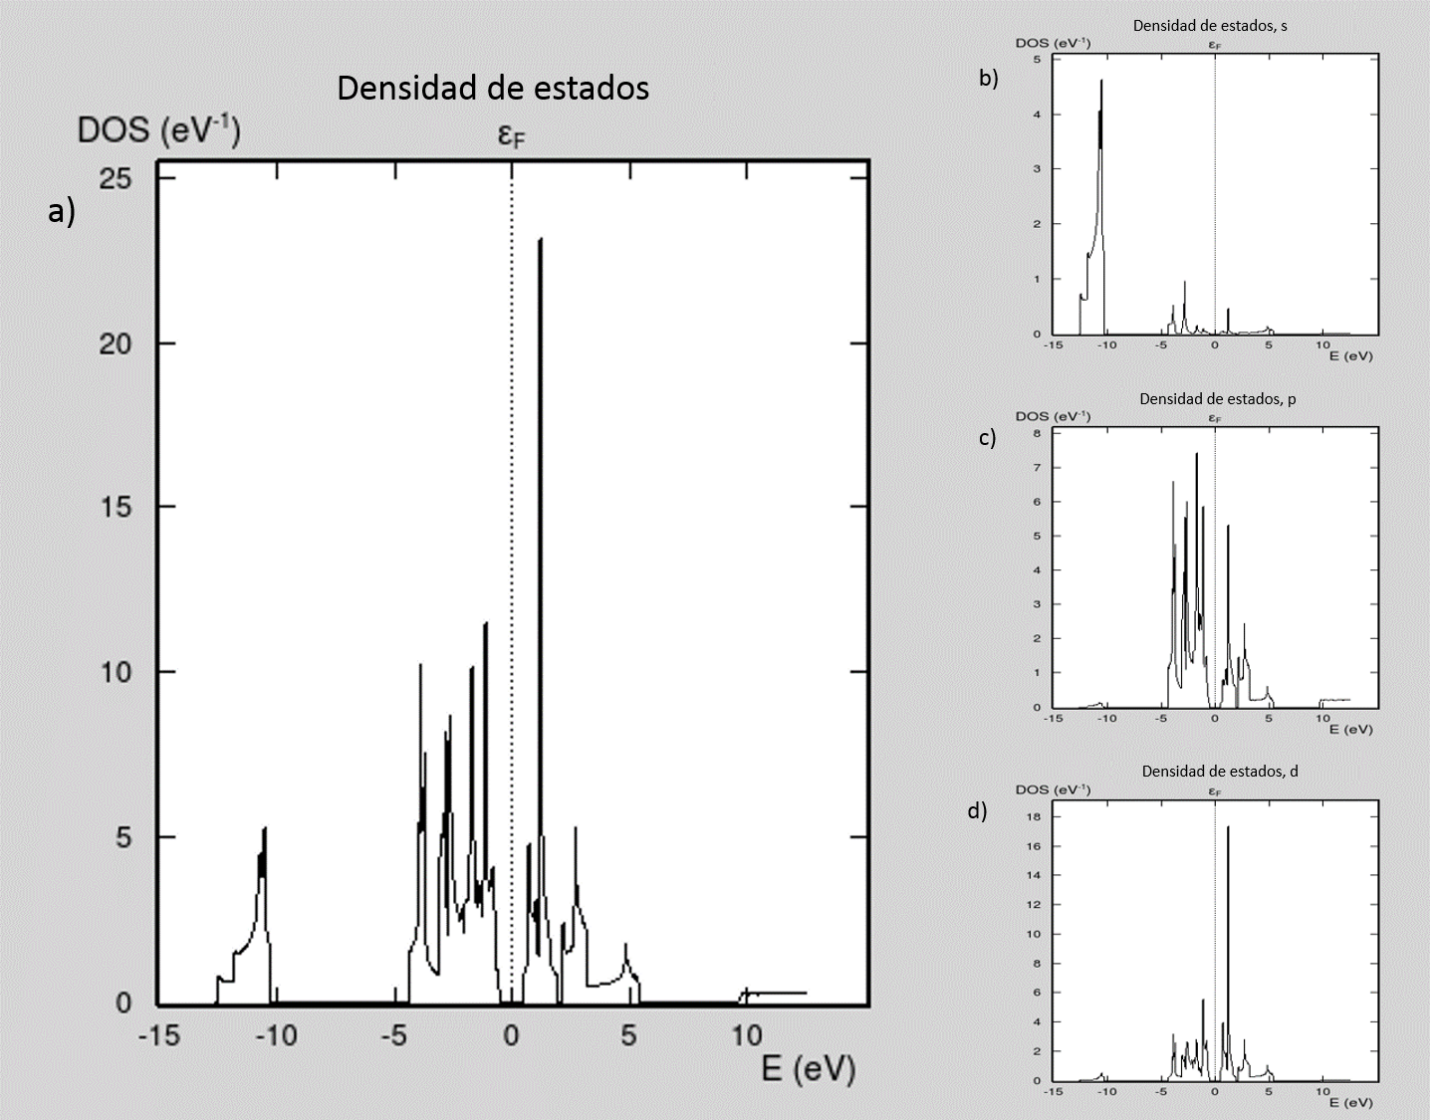 Densidad de estados
DOS (eV-1)
εF
a)
25
20
15
10
5
0
-15 -10 -5 0 5 10
E (eV)
Densidad de estados, s
DOS (eV-1)
εF
b)
5
4
3
2
1
0
-15 -10 -5 0 5 10
E (eV)
Densidad de estados, p
DOS (eV-1)
εF
c)
8
7
6
5
4
3
2
1
0
-15 -10 -5 0 5 10
E (eV)
Densidad de estados, d
DOS (eV-1)
εF
d)
18
16
14
12
10
8
6
4
2
0
-15 -10 -5 0 5 10
E (eV)